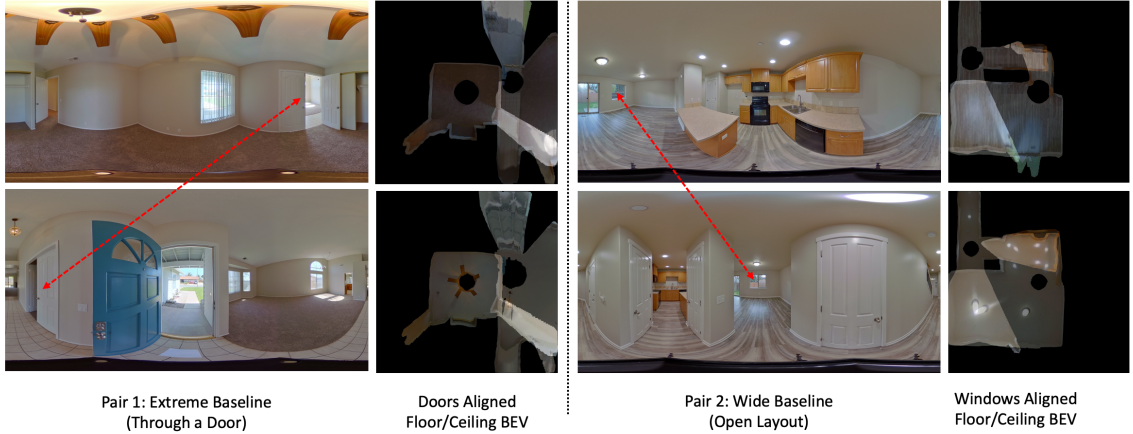 Pair 1: Extreme Baseline
(Through a Door)
Doors Aligned
Floor/Ceiling BEV
Pair 2: Wide Baseline
(Open Layout)
Windows Aligned
Floor/Ceiling BEV